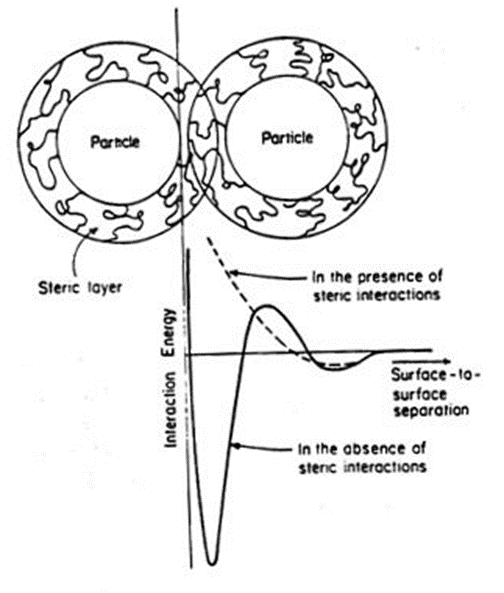 Particle
Particle
Steric layer
In the presence of
steric interactions
Interaction Energy
Surface-to-
surface
separation
In the absence of
steric interactions